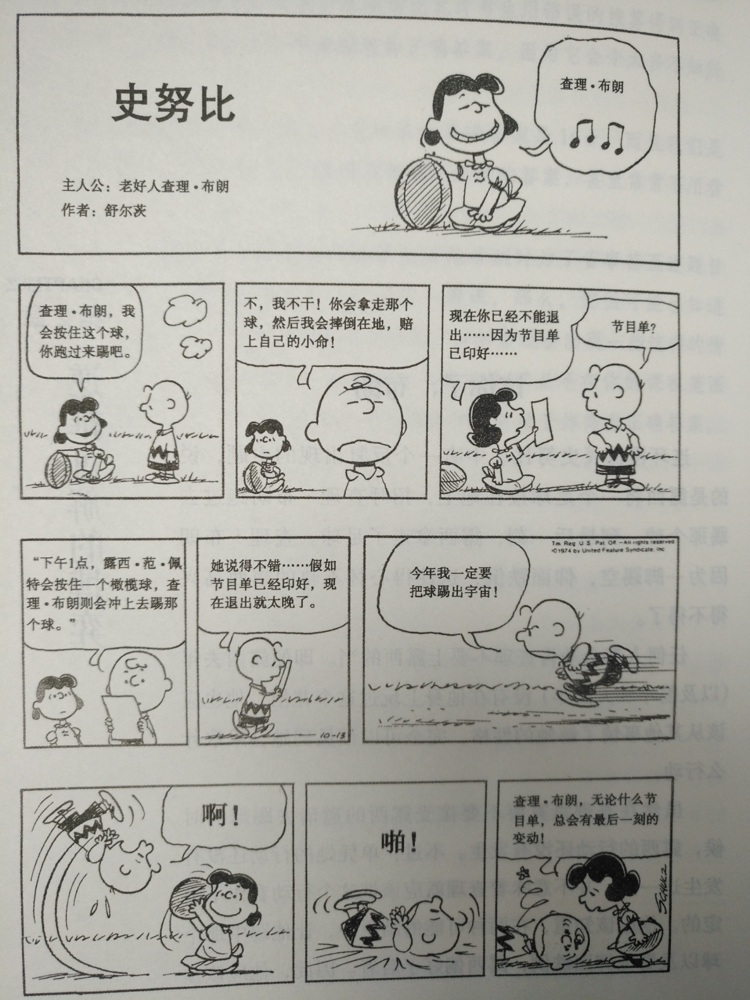 史努比
主人公：老好人查理·布朗
作者：舒尔茨
查理·布朗
查理·布朗，我
会按住这个球，
你跑过来踢吧。
不，我不干！你会拿走那个
球，然后我会摔倒在地，赔
上自己的小命！
现在你已经不能退
出……因为节目单
已印好……
节目单？
“下午1点，露西·范·佩
特会按住一个橄榄球，查
理·布朗则会冲上去踢那
个球。”
她说得不错……假如
节目单已经印好，现
在退出就太晚了。
10-13
Tm Reg U S Pat Off —All rights reserved
©1974 by United Feature Syndicate, Inc
今年我一定要
把球踢出宇宙！
啊！
啪！
查理·布朗，无论什么节
目单，总会有最后一刻的
变动！
SCHULZ